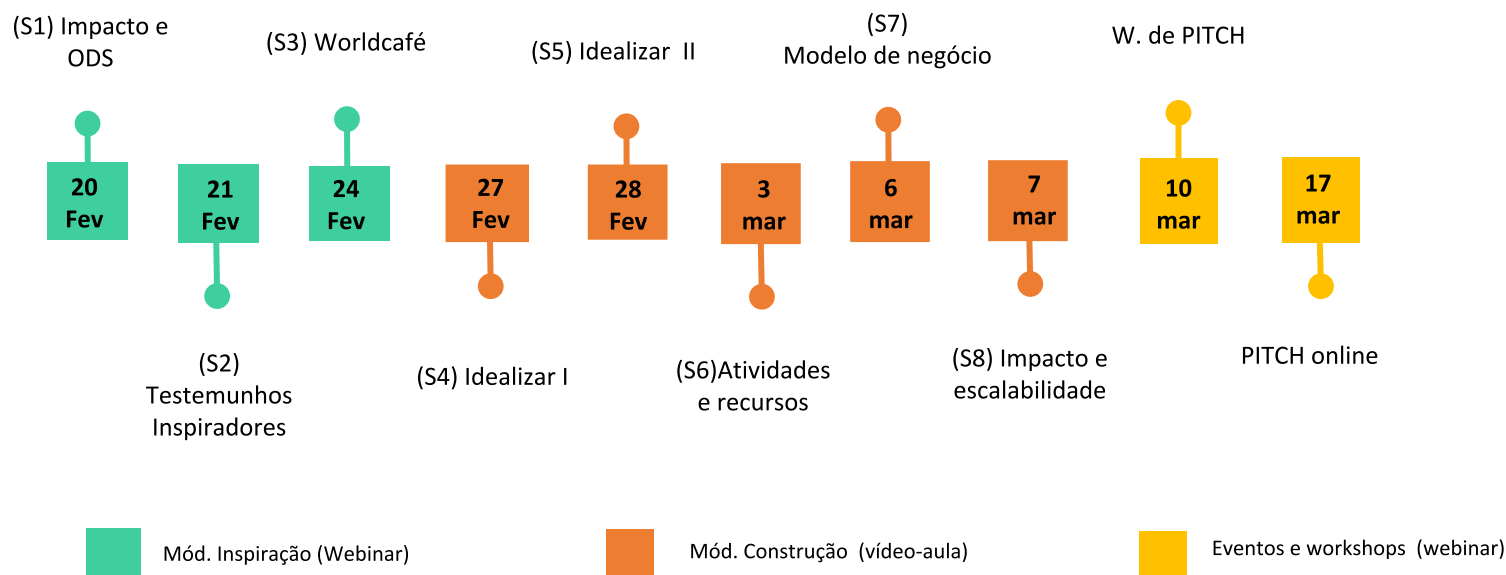 (S1) Impacto e
ODS
(S3) Worldcafé
(S5) Idealizar II
(S7)
Modelo de negócio
W. de PITCH
20
Fev
21
Fev
24
Fev
27
Fev
28
Fev
3
mar
6
mar
7
mar
10
mar
17
mar
(S2)
Testemunhos
Inspiradores
(S4) Idealizar I
(S6)Atividades
e recursos
(S8) Impacto e
escalabilidade
PITCH online
Mód. Inspiração (Webinar)
Mód. Construção (vídeo-aula)
Eventos e workshops (webinar)